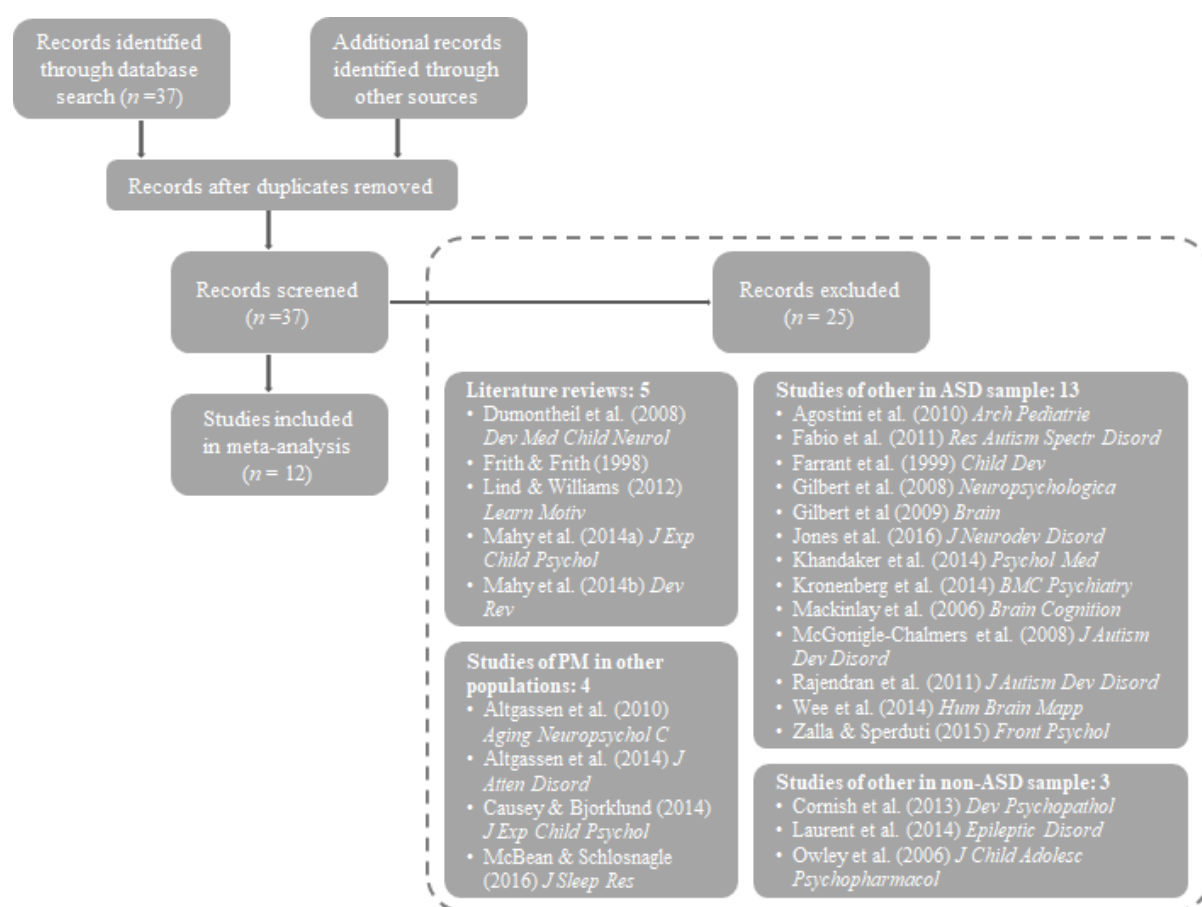 Records identified
through database
search (n =37)
Additional records
identified through
other sources
Records after duplicates removed
Records screened
(n =37)
Records excluded
(n = 25)
Studies included
in meta-analysis
(n = 12)
Literature reviews: 5
• Dumontheil et al. (2008)
Dev Med Child Neurol
• Frith & Frith (1998)
• Lind & Williams (2012)
Learn Motiv
• Mahy et al. (2014a) J Exp
Child Psychol
• Mahy et al. (2014b) Dev
Rev
Studies of PM in other
populations: 4
• Altgassen et al. (2010)
Aging Neuropsychol C
• Altgassen et al. (2014) J
Atten Disord
• Causey & Bjorklund (2014)
J Exp Child Psychol
• McBean & Schlosnagle
(2016) J Sleep Res
Studies of other in ASD sample: 13
• Agostini et al. (2010) Arch Pediatrie
• Fabio et al. (2011) Res Autism Spectr Disord
• Farrant et al. (1999) Child Dev
• Gilbert et al. (2008) Neuropsychologica
• Gilbert et al (2009) Brain
• Jones et al. (2016) J Neurodev Disord
• Khandaker et al. (2014) Psychol Med
• Kronenberg et al. (2014) BMC Psychiatry
• Mackinlay et al. (2006) Brain Cognition
• McGonigle-Chalmers et al. (2008) J Autism
Dev Disord
• Rajendran et al. (2011) J Autism Dev Disord
• Wee et al. (2014) Hum Brain Mapp
• Zalla & Sperduti (2015) Front Psychol
Studies of other in non-ASD sample: 3
• Cornish et al. (2013) Dev Psychopathol
• Laurent et al. (2014) Epileptic Disord
• Owley et al. (2006) J Child Adolesc
Psychopharmacol